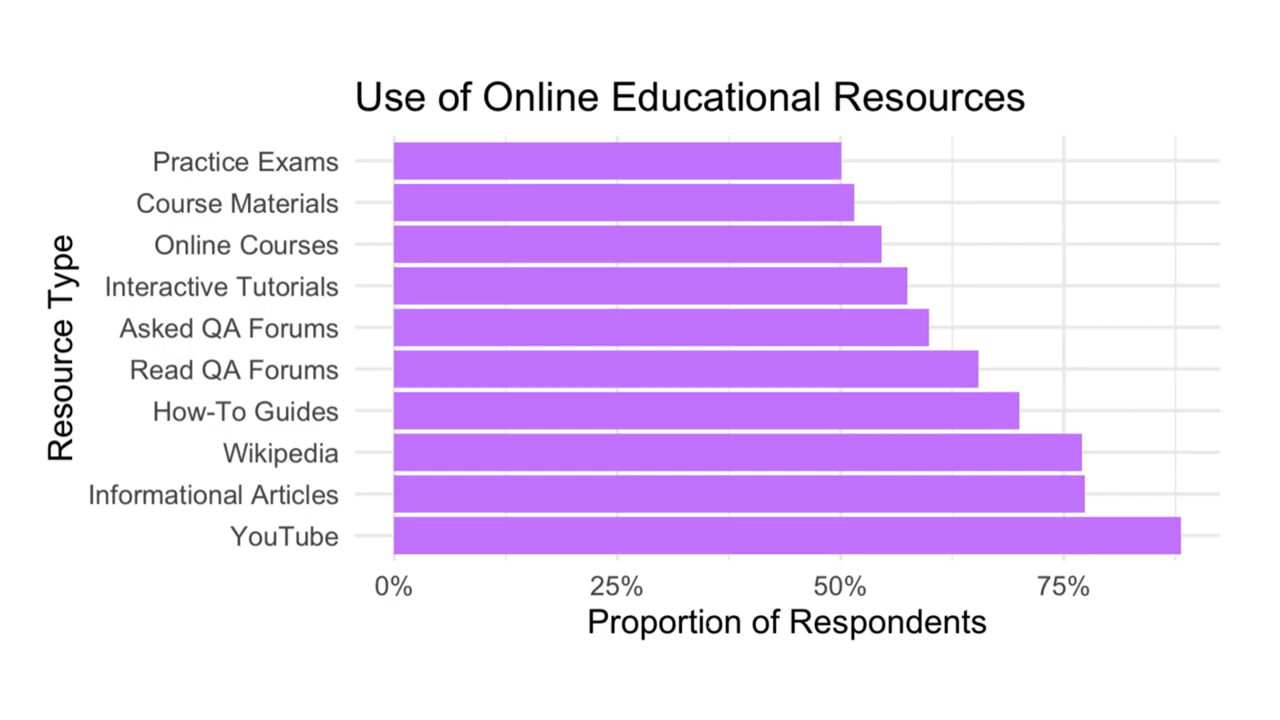 Use of Online Educational Resources
Resource Type
Practice Exams
Course Materials
Online Courses
Interactive Tutorials
Asked QA Forums
Read QA Forums
How-To Guides
Wikipedia
Informational Articles
YouTube
0% 25% 50% 75%
Proportion of Respondents